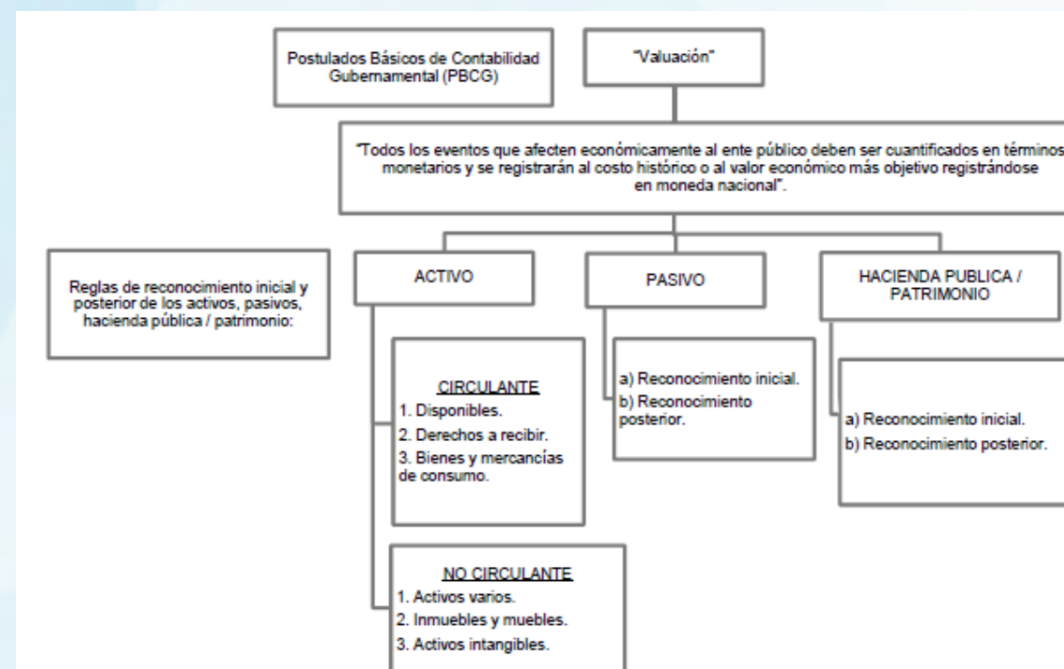 Postulados Básicos de Contabilidad
Gubernamental (PBCG)
"Valuación"
"Todos los eventos que afecten económicamente al ente público deben ser cuantificados en términos
monetarios y se registrarán al costo histórico o al valor económico más objetivo registrándose
en moneda nacional".
Reglas de reconocimiento inicial y
posterior de los activos, pasivos,
hacienda pública / patrimonio:
ACTIVO
CIRCULANTE
1. Disponibles.
2. Derechos a recibir.
3. Bienes y mercancías
de consumo.
NO CIRCULANTE
1. Activos varios.
2. Inmuebles y muebles.
3. Activos intangibles.
PASIVO
a) Reconocimiento inicial.
b) Reconocimiento
posterior.
HACIENDA PUBLICA /
PATRIMONIO
a) Reconocimiento inicial.
b) Reconocimiento posterior.